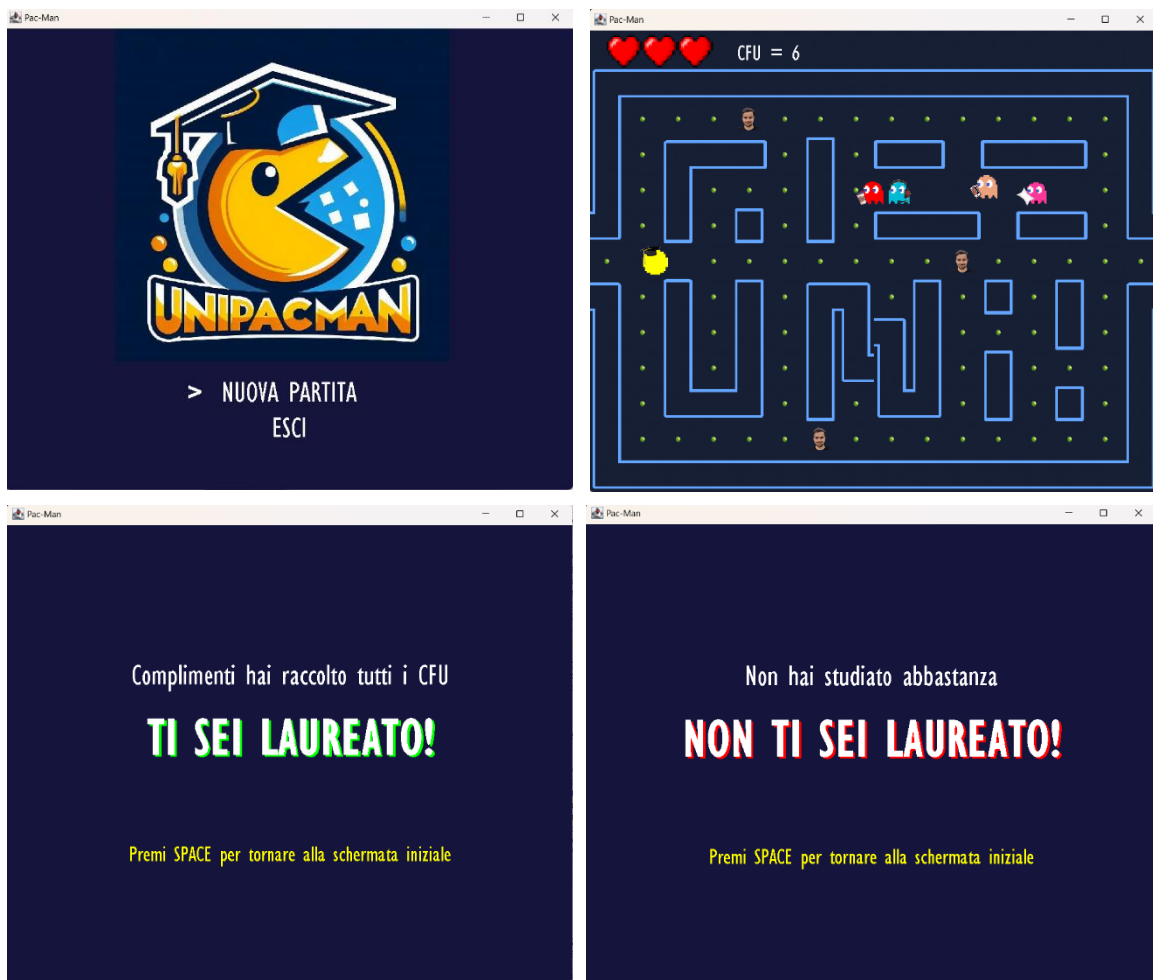 Pac-Man
UNIPACMAN
> NUOVA PARTITA
ESCI
Pac-Man
CFU = 6
Pac-Man
Complimenti hai raccolto tutti i CFU
TI SEI LAUREATO!
Premi SPACE per tornare alla schermata iniziale
Pac-Man
Non hai studiato abbastanza
NON TI SEI LAUREATO!
Premi SPACE per tornare alla schermata iniziale